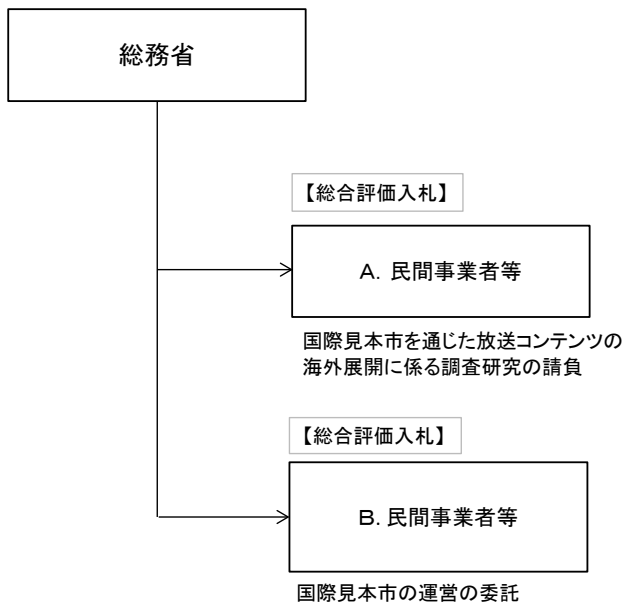 総務省
【総合評価入札】
A．民間事業者等
国際見本市を通じた放送コンテンツの
海外展開に係る調査研究の請負
【総合評価入札】
B．民間事業者等
国際見本市の運営の委託